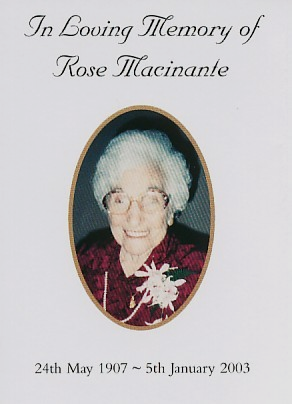 In Loving Memory of
Rose Macinante
24th May 1907 ~ 5th January 2003